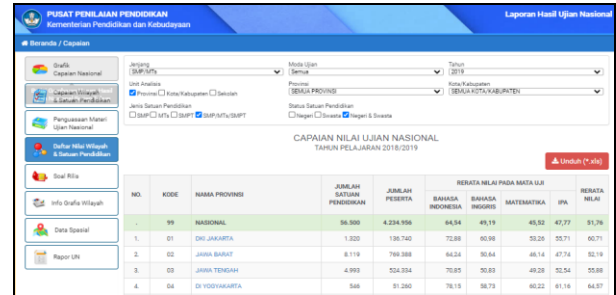 PUSAT PENILAIAN PENDIDIKAN
Kementerian Pendidikan dan Kebudayaan
Laporan Hasil Ujian Nasional
Beranda / Capaian
Grafik
Capaian Nasional
Capaian Wilayah
& Satuan Pendidikan
Penguasaan Materi
Ujian Nasional
Daftar Nilai Wilayah
& Satuan Pendidikan
Soal Rilis
Info Grafis Wilayah
Data Spasial
Rapor UN
Jenjang
SMP/MTs
Moda Ujian
Semua
Tahun
2019
Unit Analisis
Provinsi Kota/Kabupaten Sekolah
Provinsi
SEMUA PROVINSI
Kota/Kabupaten
SEMUA KOTA/KABUPATEN
Jenis Satuan Pendidikan
SMP MTs SMPT SMP/MTs/SMPT
Status Satuan Pendidikan
Negeri Swasta Negeri & Swasta
CAPAIAN NILAI UJIAN NASIONAL
TAHUN PELAJARAN 2018/2019
Unduh (*.xls)
NO. KODE NAMA PROVINSI JUMLAH SATUAN PENDIDIKAN JUMLAH PESERTA RERATA NILAI PADA MATA UJI RERATA NILAI
BAHASA INDONESIA BAHASA INGGRIS MATEMATIKA IPA
. 99 NASIONAL 56.500 4.234.956 64,54 49,19 45,52 47,77 51,76
1. 01 DKI JAKARTA 1.320 136.740 72,88 60,98 53,26 55,71 60,71
2. 02 JAWA BARAT 8.119 769.388 64,24 50,64 46,14 47,74 52,19
3. 03 JAWA TENGAH 4.993 524.334 70,85 50,83 49,28 52,54 55,88
4. 04 DI YOGYAKARTA 546 51.260 78,15 58,73 60,22 61,16 64,57